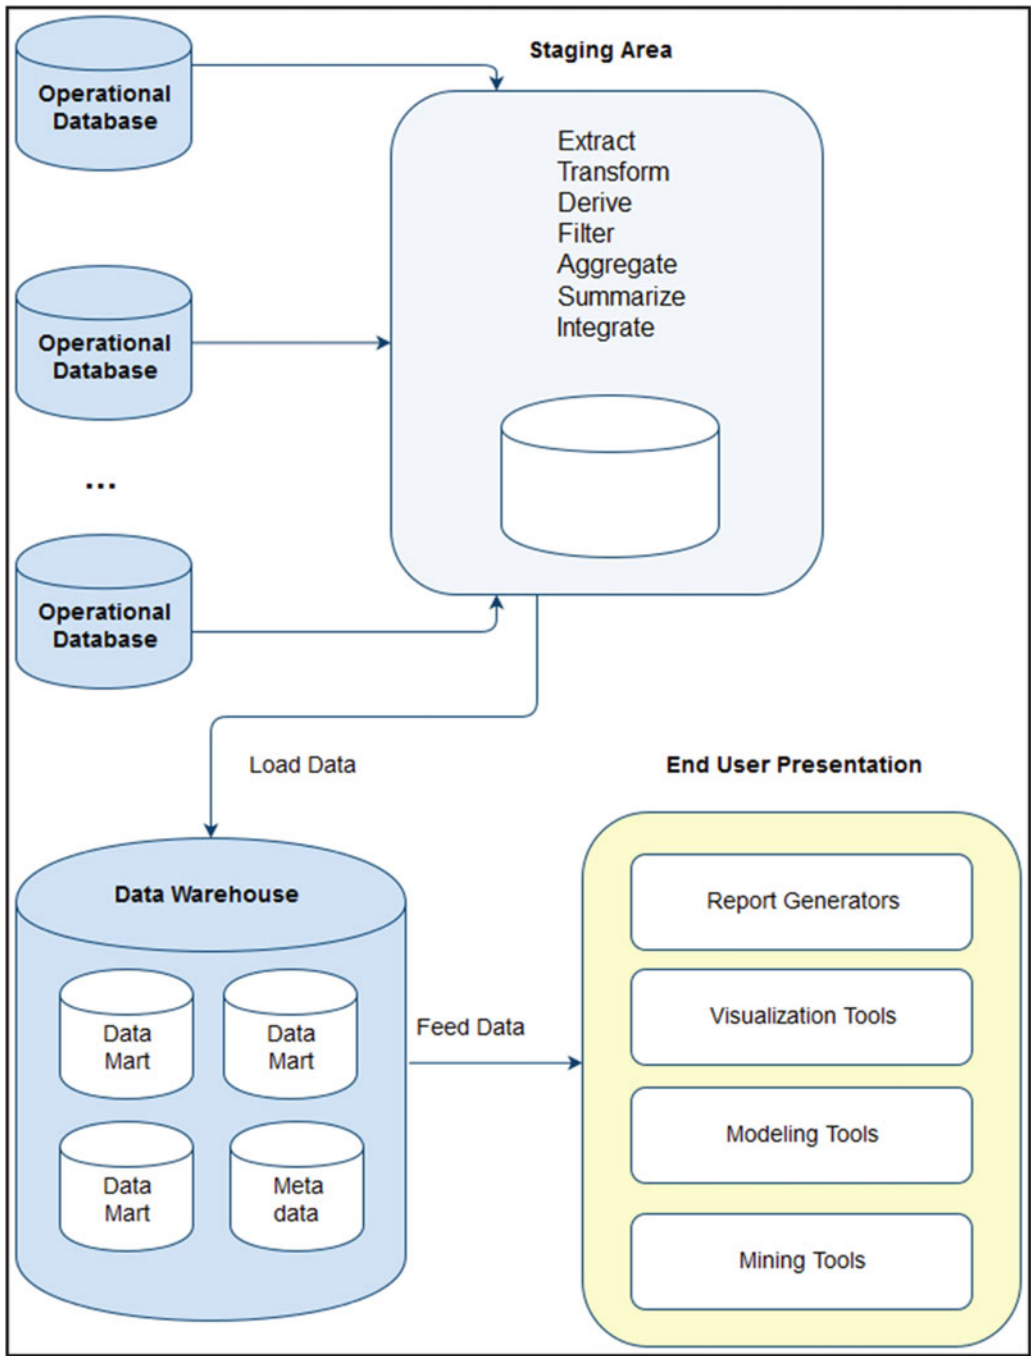 Operational
Database
Staging Area
Extract
Transform
Derive
Filter
Aggregate
Summarize
Integrate
Operational
Database
...
Operational
Database
Load Data
Data Warehouse
Data
Mart
Data
Mart
Data
Mart
Meta
data
Feed Data
End User Presentation
Report Generators
Visualization Tools
Modeling Tools
Mining Tools